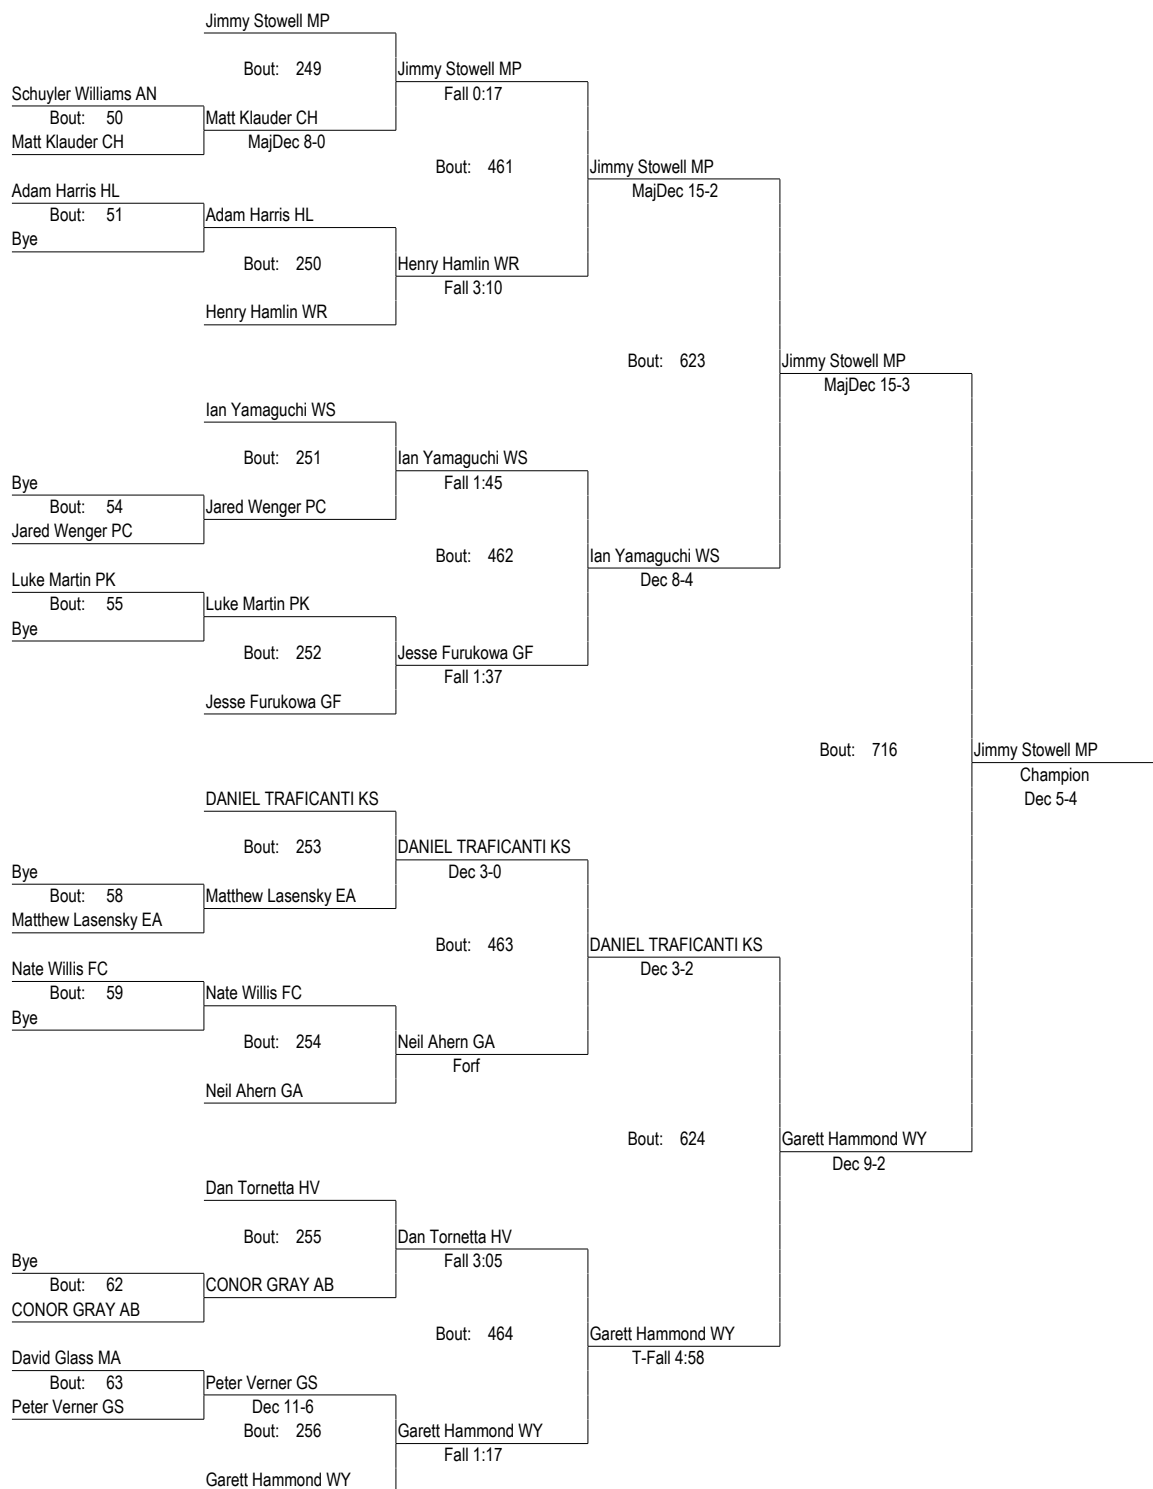 Jimmy Stowell MP
Bout: 249
Jimmy Stowell MP
Fall 0:17
Schuyler Williams AN
Bout: 50
Matt Klauder CH
Matt Klauder CH
MajDec 8-0
Bout: 461
Jimmy Stowell MP
MajDec 15-2
Adam Harris HL
Bout: 51
Adam Harris HL
Bye
Bout: 250
Henry Hamlin WR
Fall 3:10
Henry Hamlin WR
Bout: 623
Jimmy Stowell MP
MajDec 15-3
Ian Yamaguchi WS
Bout: 251
Ian Yamaguchi WS
Fall 1:45
Bye
Bout: 54
Jared Wenger PC
Jared Wenger PC
Bout: 462
Ian Yamaguchi WS
Dec 8-4
Luke Martin PK
Bout: 55
Luke Martin PK
Bye
Bout: 252
Jesse Furukowa GF
Fall 1:37
Jesse Furukowa GF
Bout: 716
Jimmy Stowell MP
Champion
Dec 5-4
DANIEL TRAFICANTI KS
Bout: 253
DANIEL TRAFICANTI KS
Dec 3-0
Bye
Bout: 58
Matthew Lasensky EA
Matthew Lasensky EA
Bout: 463
DANIEL TRAFICANTI KS
Dec 3-2
Nate Willis FC
Bout: 59
Nate Willis FC
Bye
Bout: 254
Neil Ahern GA
Forf
Neil Ahern GA
Bout: 624
Garett Hammond WY
Dec 9-2
Dan Tornetta HV
Bout: 255
Dan Tornetta HV
Fall 3:05
Bye
Bout: 62
CONOR GRAY AB
CONOR GRAY AB
Bout: 464
Garett Hammond WY
T-Fall 4:58
David Glass MA
Bout: 63
Peter Verner GS
Peter Verner GS
Dec 11-6
Bout: 256
Garett Hammond WY
Fall 1:17
Garett Hammond WY